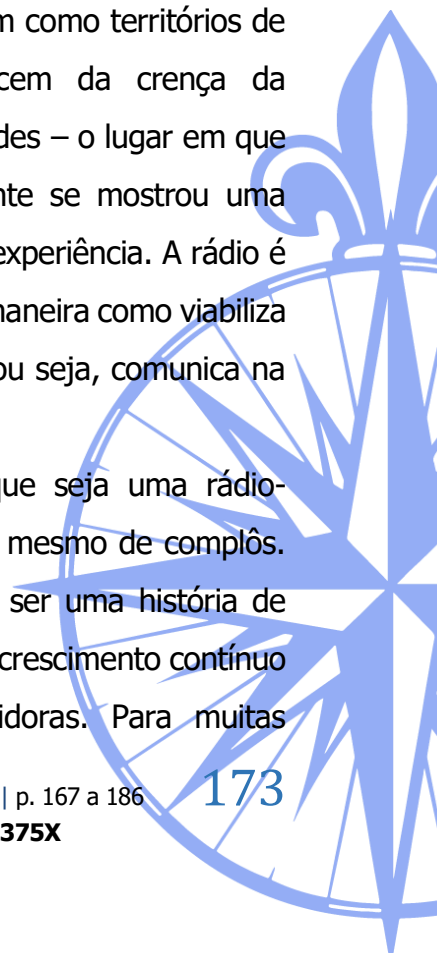 m como territórios de
cem da crença da
des – o lugar em que
nte se mostrou uma
experiência. A rádio é
naneira como viabiliza
ou seja, comunica na
que seja uma rádio-
mesmo de complôs.
ser uma história de
crescimento contínuo
idoras. Para muitas
| p. 167 a 186 173
375X